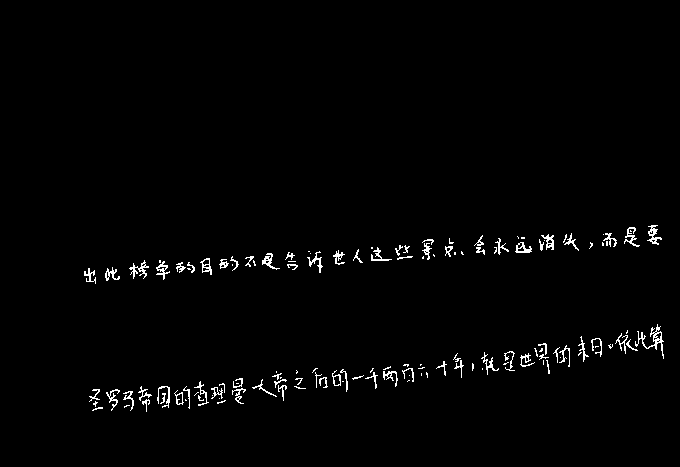 出此榜单的目的不是告诉世人这些景点会永远消失，而是要
圣罗马帝国的查理曼大帝之后的一千两百六十年，就是世界的末日。依此算